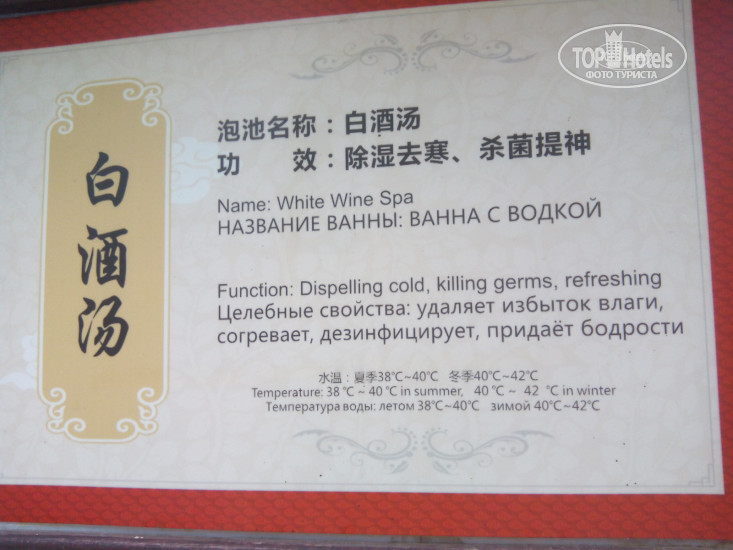 白酒汤
泡池名称：白酒汤
功 效：除湿去寒、杀菌提神
Name: White Wine Spa
НАЗВАНИЕ ВАННЫ: ВАННА С ВОДКОЙ
Function: Dispelling cold, killing germs, refreshing
Целебные свойства: удаляет избыток влаги,
согревает, дезинфицирует, придаёт бодрости
水温：夏季38℃~40℃ 冬季40℃~42℃
Temperature: 38 ℃ ~ 40 ℃ in summer, 40 ℃ ~ 42 ℃ in winter
Температура воды: летом 38℃~40℃ зимой 40℃~42℃
TOP Hotels
ФОТО ТУРИСТА